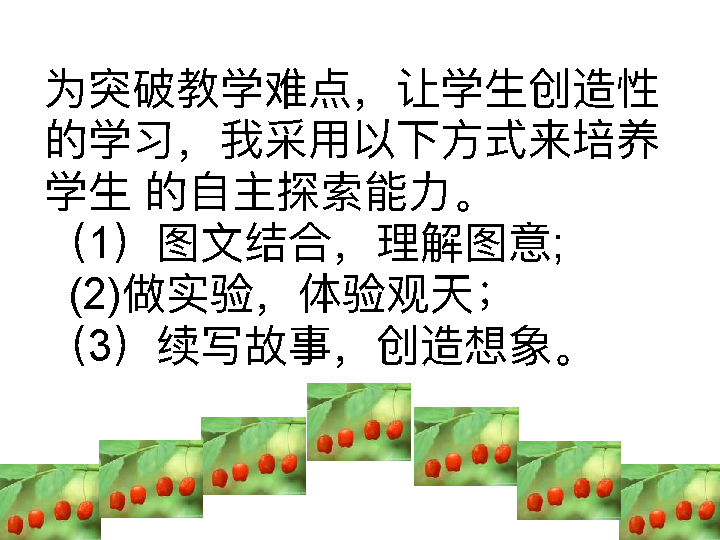 为突破教学难点，让学生创造性
的学习，我采用以下方式来培养
学生 的自主探索能力。
（1）图文结合，理解图意;
(2)做实验，体验观天；
（3）续写故事，创造想象。